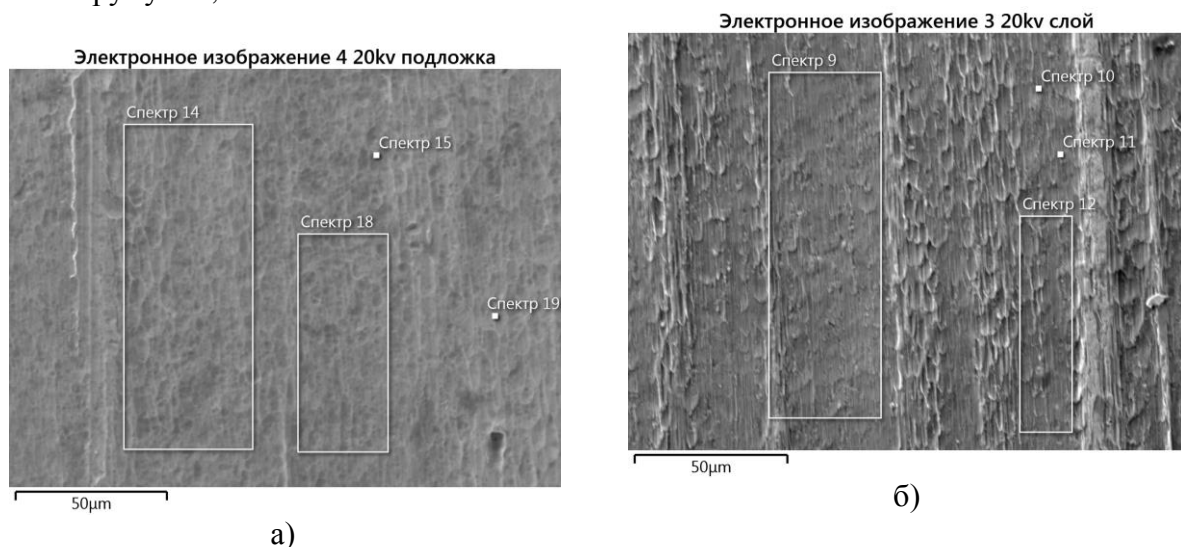 Электронное изображение 4 20kv подложка
Спектр 14
Спектр 15
Спектр 18
Спектр 19
50μm
а)
Электронное изображение 3 20kv слой
Спектр 9
Спектр 10
Спектр 11
Спектр 12
50μm
б)